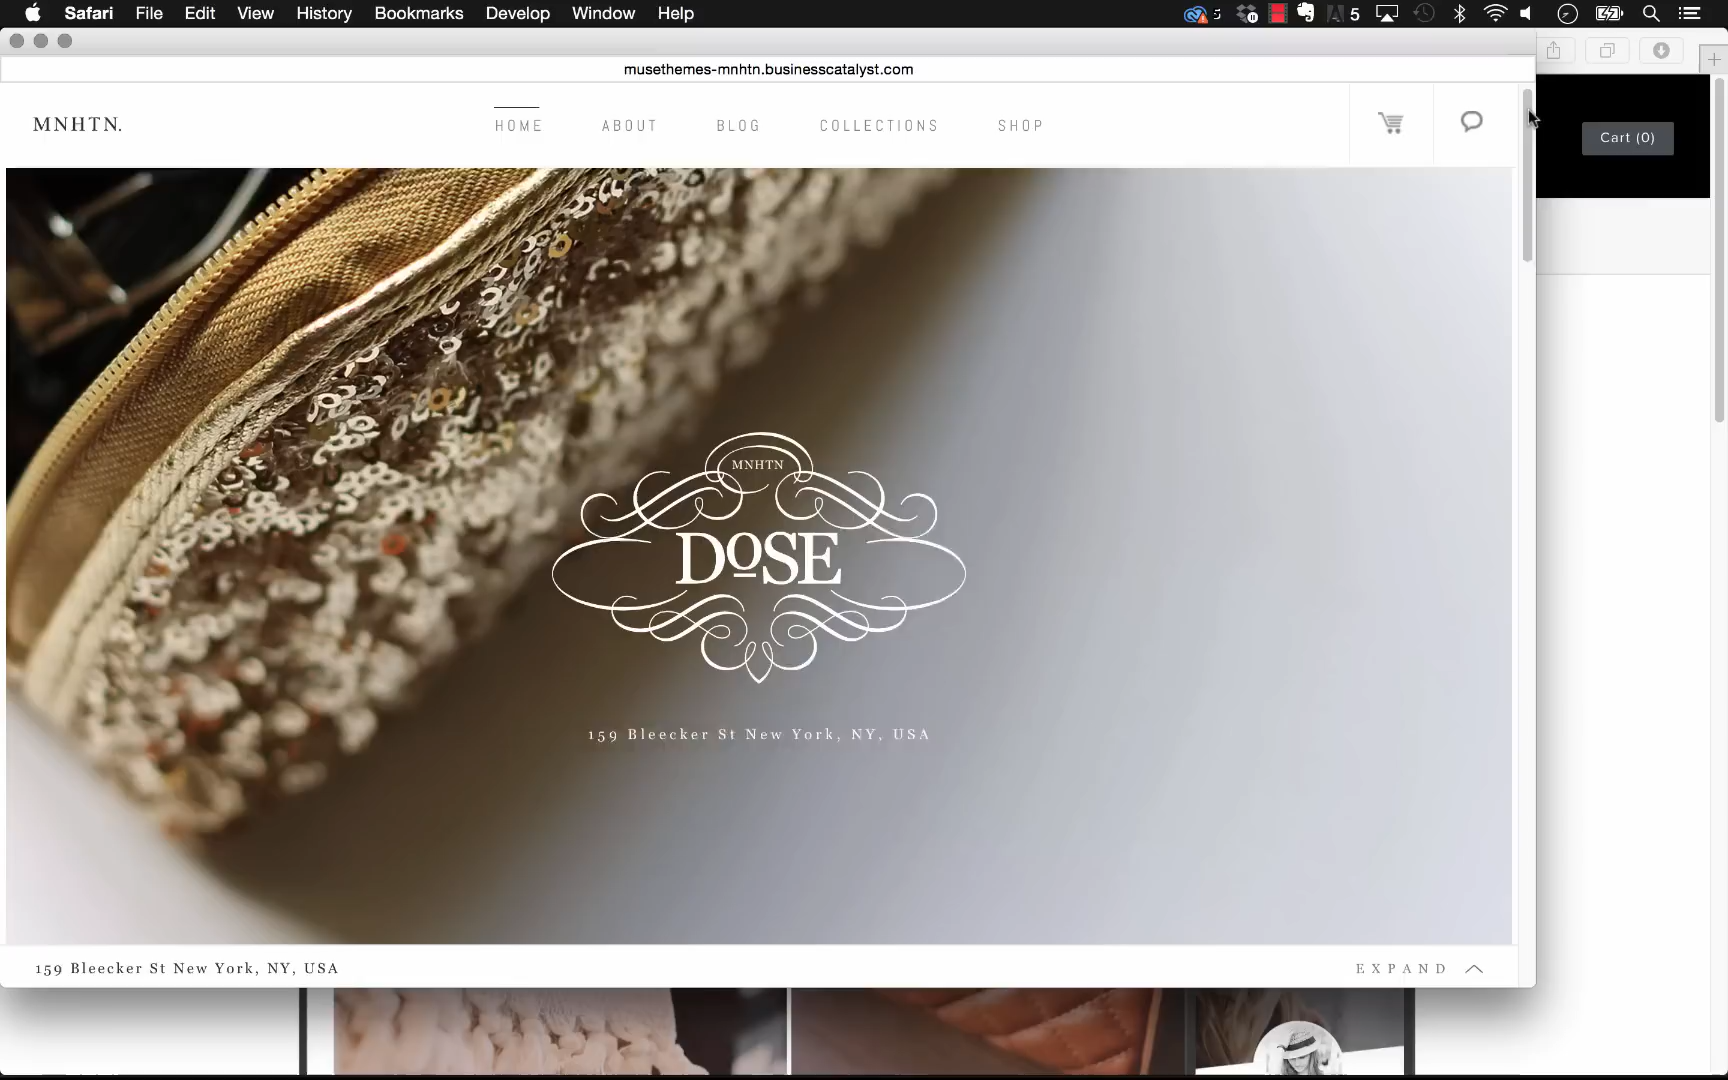 Safari File Edit View History Bookmarks Develop Window Help
5
5
musethemes-mnhtn.businesscatalyst.com
MNHTN.
HOME ABOUT BLOG COLLECTIONS SHOP
Cart (0)
MNHTN
DoSE
159 Bleecker St New York, NY, USA
159 Bleecker St New York, NY, USA
EXPAND